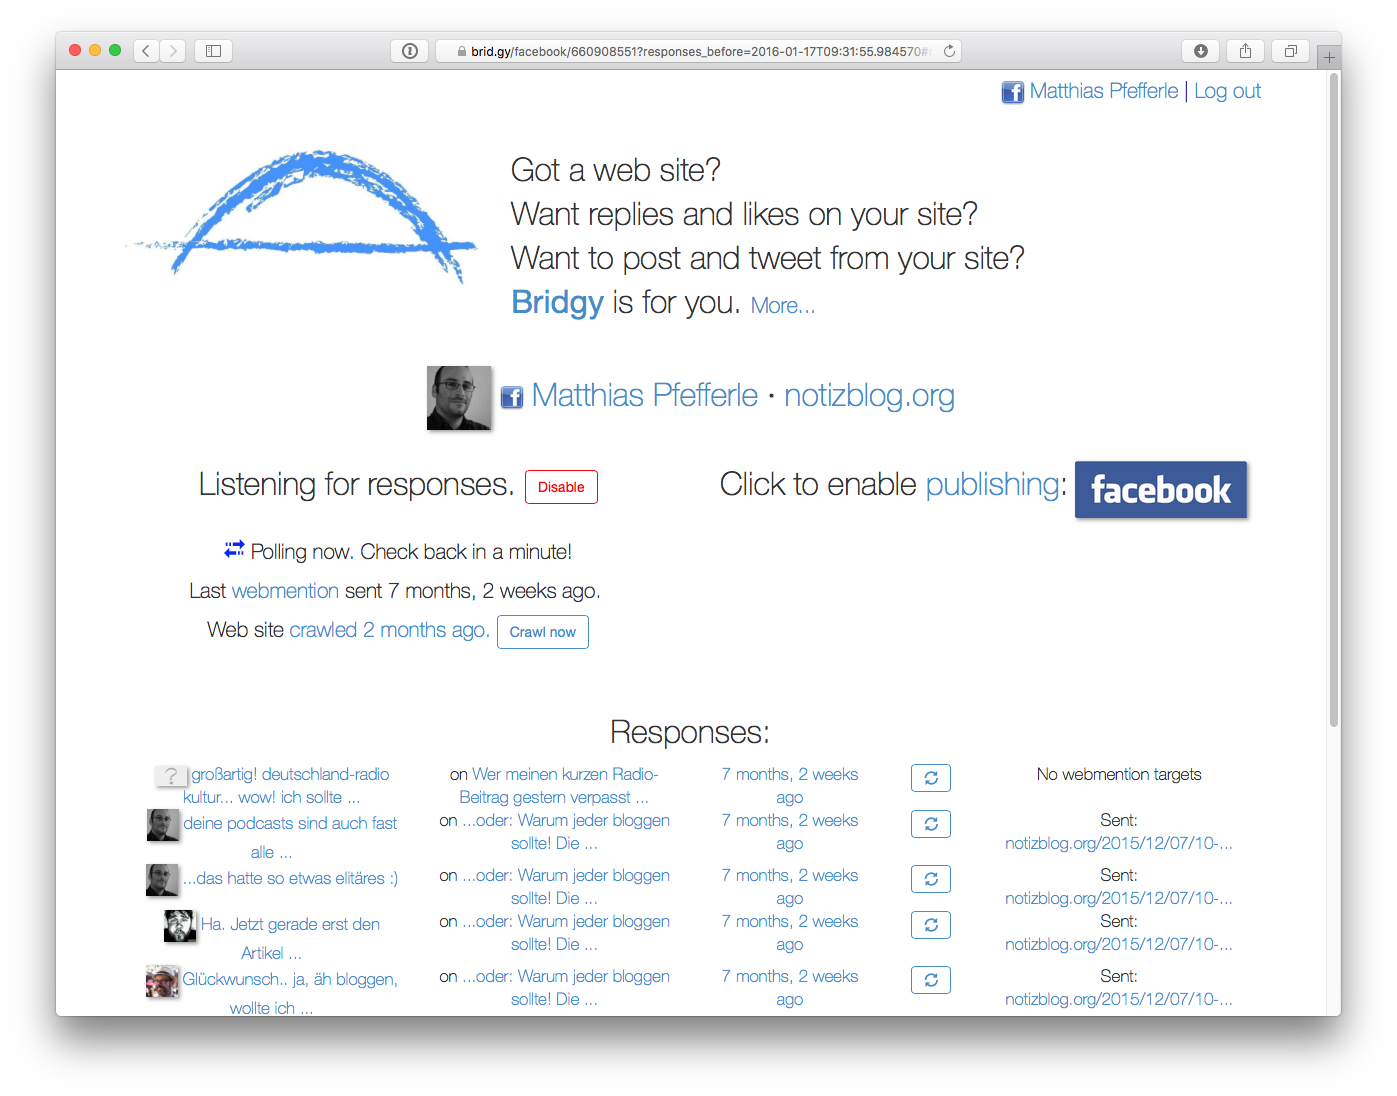 brid.gy/facebook/660908551?responses_before=2016-01-17T09:31:55.984570#
Matthias Pfefferle | Log out
Got a web site?
Want replies and likes on your site?
Want to post and tweet from your site?
Bridgy is for you. More...
Matthias Pfefferle · notizblog.org
Listening for responses. Disable
Click to enable publishing: facebook
Polling now. Check back in a minute!
Last webmention sent 7 months, 2 weeks ago.
Web site crawled 2 months ago. Crawl now
Responses:
großartig! deutschland-radio kultur... wow! ich sollte ...
on Wer meinen kurzen Radio-Beitrag gestern verpasst ...
7 months, 2 weeks ago
No webmention targets
deine podcasts sind auch fast alle ...
on ...oder: Warum jeder bloggen sollte! Die ...
7 months, 2 weeks ago
Sent: notizblog.org/2015/12/07/10-...
...das hatte so etwas elitäres :)
on ...oder: Warum jeder bloggen sollte! Die ...
7 months, 2 weeks ago
Sent: notizblog.org/2015/12/07/10-...
Ha. Jetzt gerade erst den Artikel ...
on ...oder: Warum jeder bloggen sollte! Die ...
7 months, 2 weeks ago
Sent: notizblog.org/2015/12/07/10-...
Glückwunsch.. ja, äh bloggen, wollte ich ...
on ...oder: Warum jeder bloggen sollte! Die ...
7 months, 2 weeks ago
Sent: notizblog.org/2015/12/07/10-...